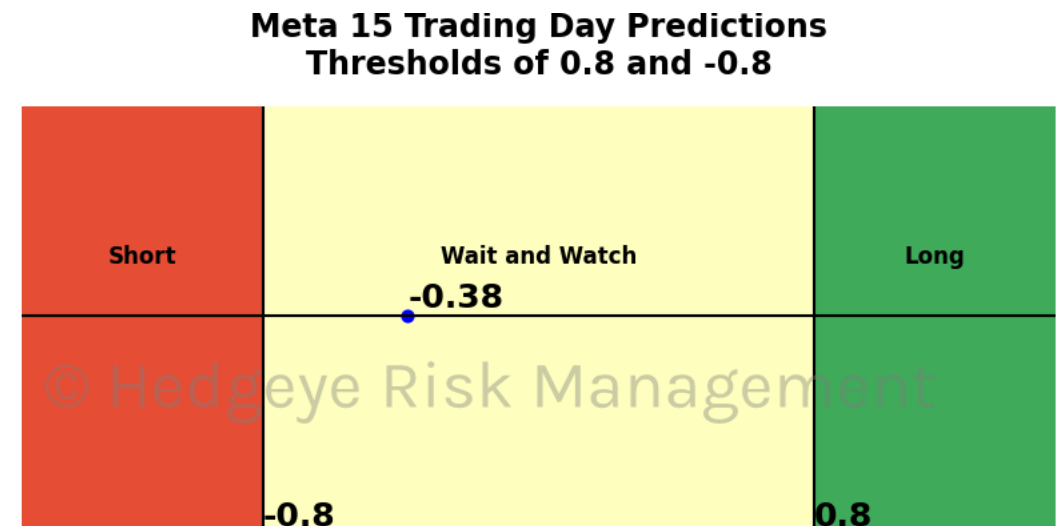 Meta 15 Trading Day Predictions
Thresholds of 0.8 and -0.8
Short
Wait and Watch
Long
-0.38
© Hedgeye Risk Management
-0.8
0.8